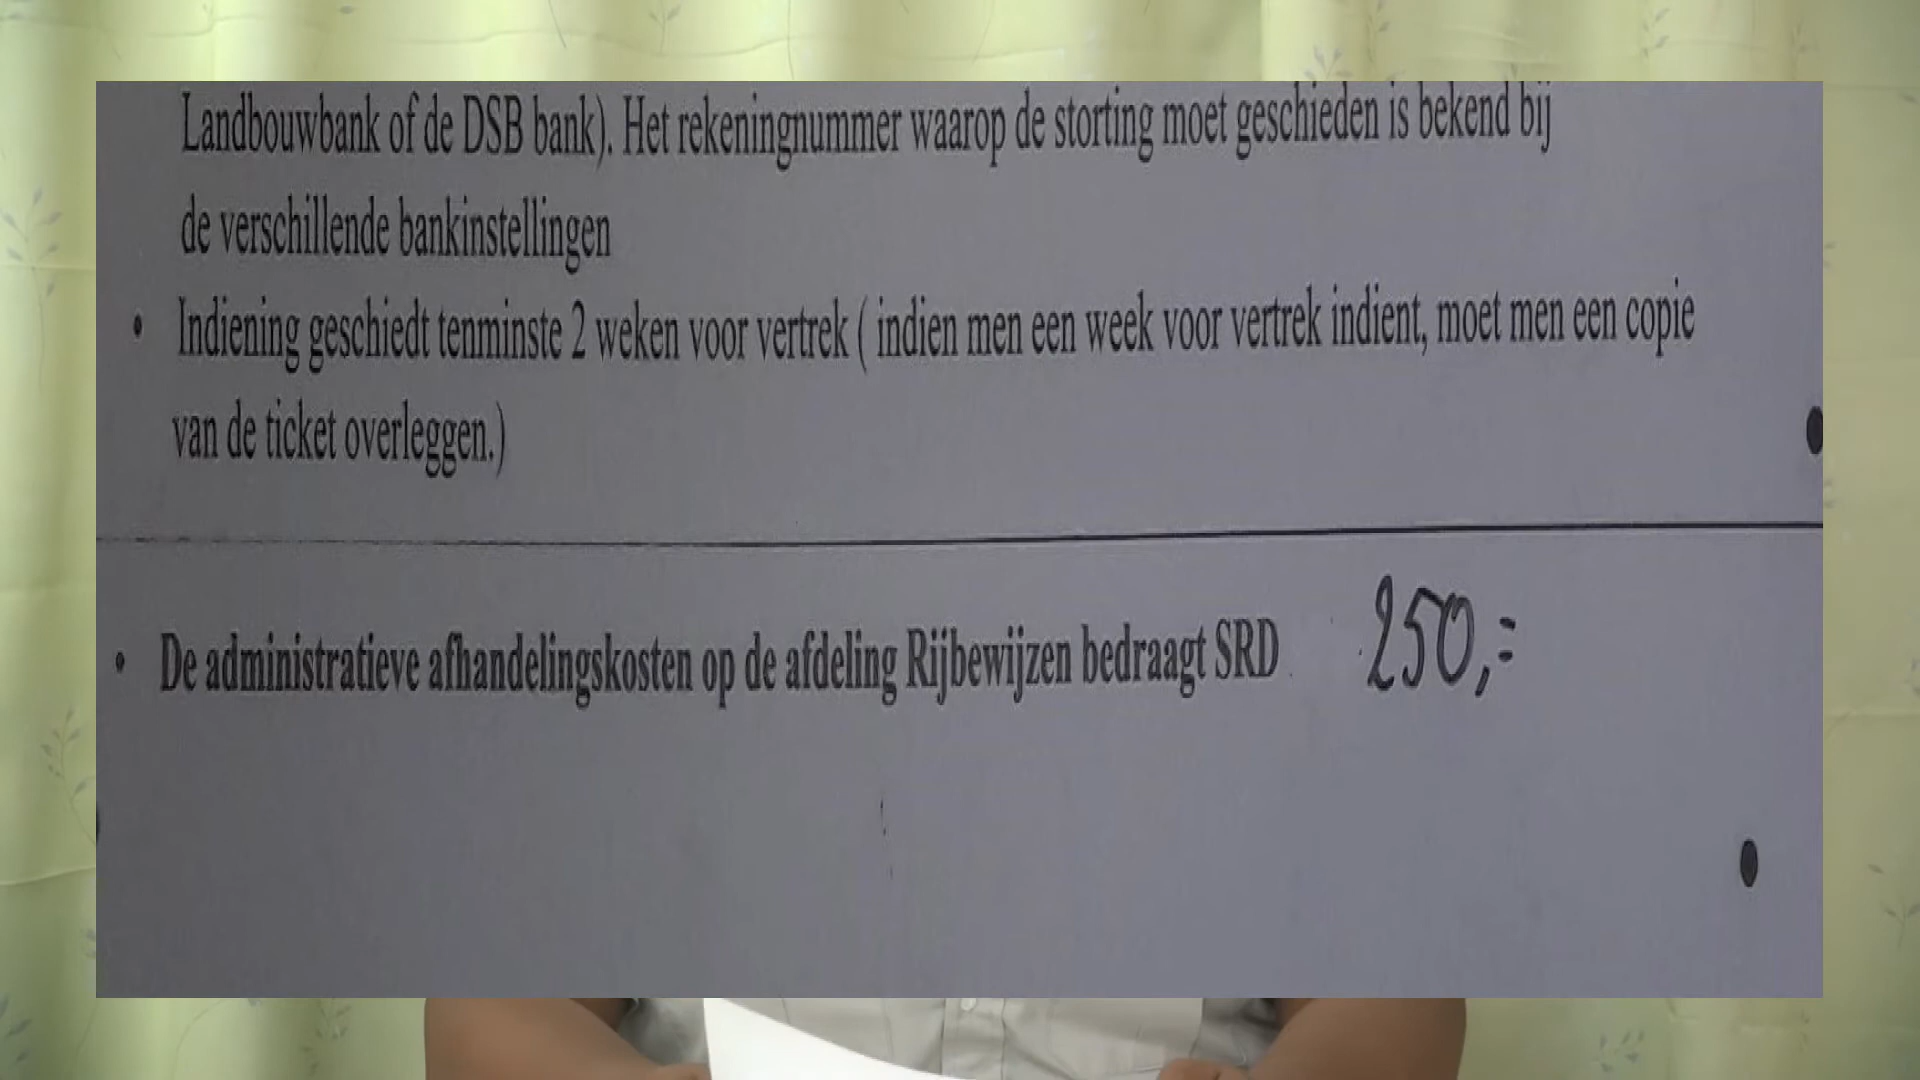 Landbouwbank of de DSB bank). Het rekeningnummer waarop de storting moet geschieden is bekend bij
de verschillende bankinstellingen
• Indiening geschiedt tenminste 2 weken voor vertrek ( indien men een week voor vertrek indient, moet men een copie
van de ticket overleggen.)
• De administratieve afhandelingskosten op de afdeling Rijbewijzen bedraagt SRD 250,=